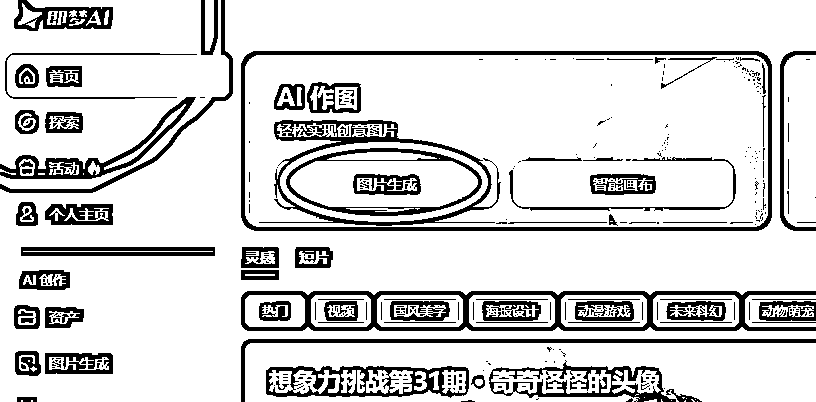 即梦AI
首页
探索
活动
个人主页
AI 创作
资产
图片生成
AI 作图
轻松实现创意图片
图片生成
智能画布
灵感 短片
热门 视频 国风美学 海报设计 动漫游戏 未来科幻 动物萌宠
想象力挑战第31期·奇奇怪怪的头像